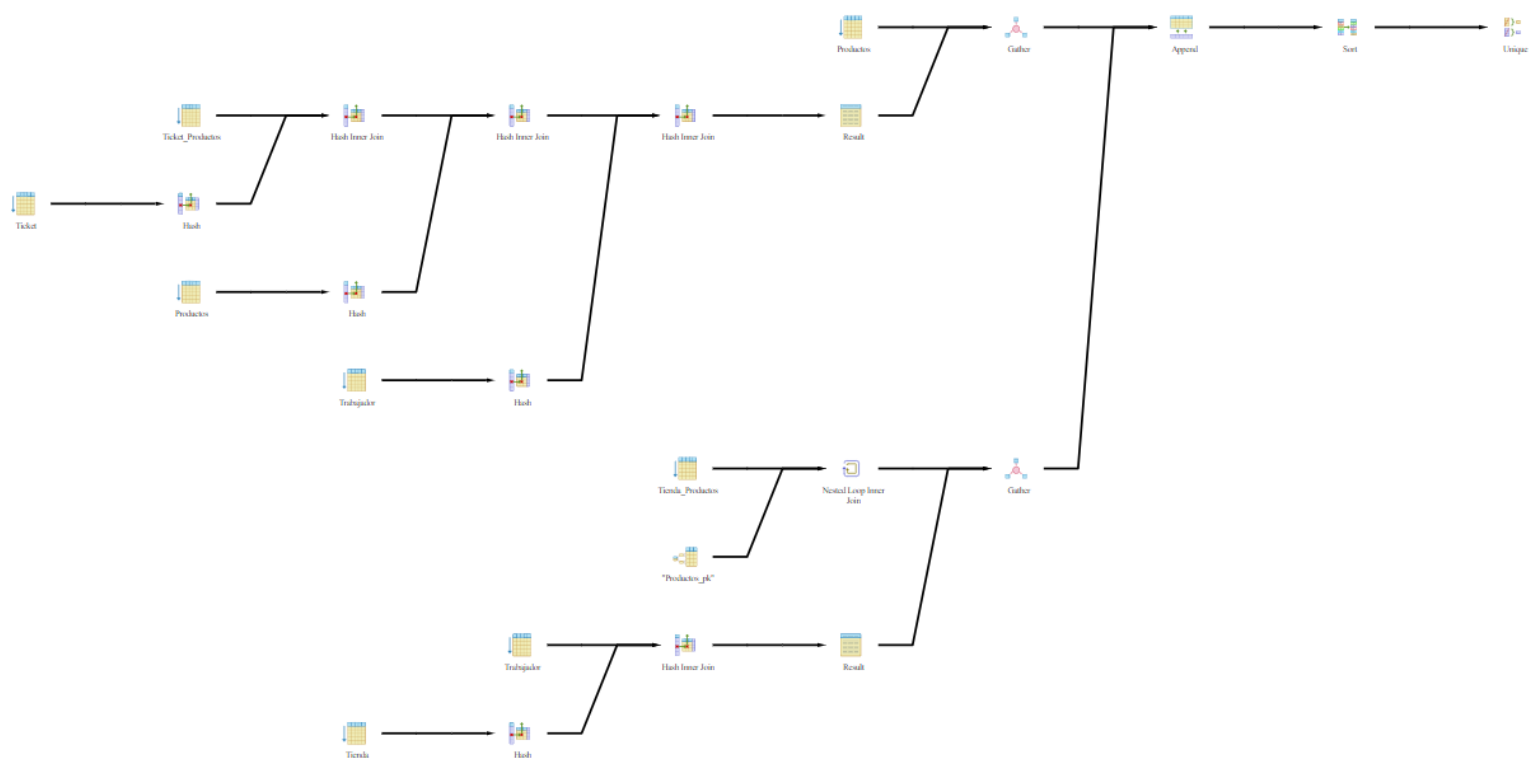 Productos
Gather
Append
Sort
Unique
Ticket_Productos
Hash Inner Join
Hash Inner Join
Hash Inner Join
Result
Ticket
Hash
Productos
Hash
Trabajador
Hash
Tienda_Productos
Nested Loop Inner
Join
Gather
"Productos_pk"
Trabajador
Hash Inner Join
Result
Tienda
Hash